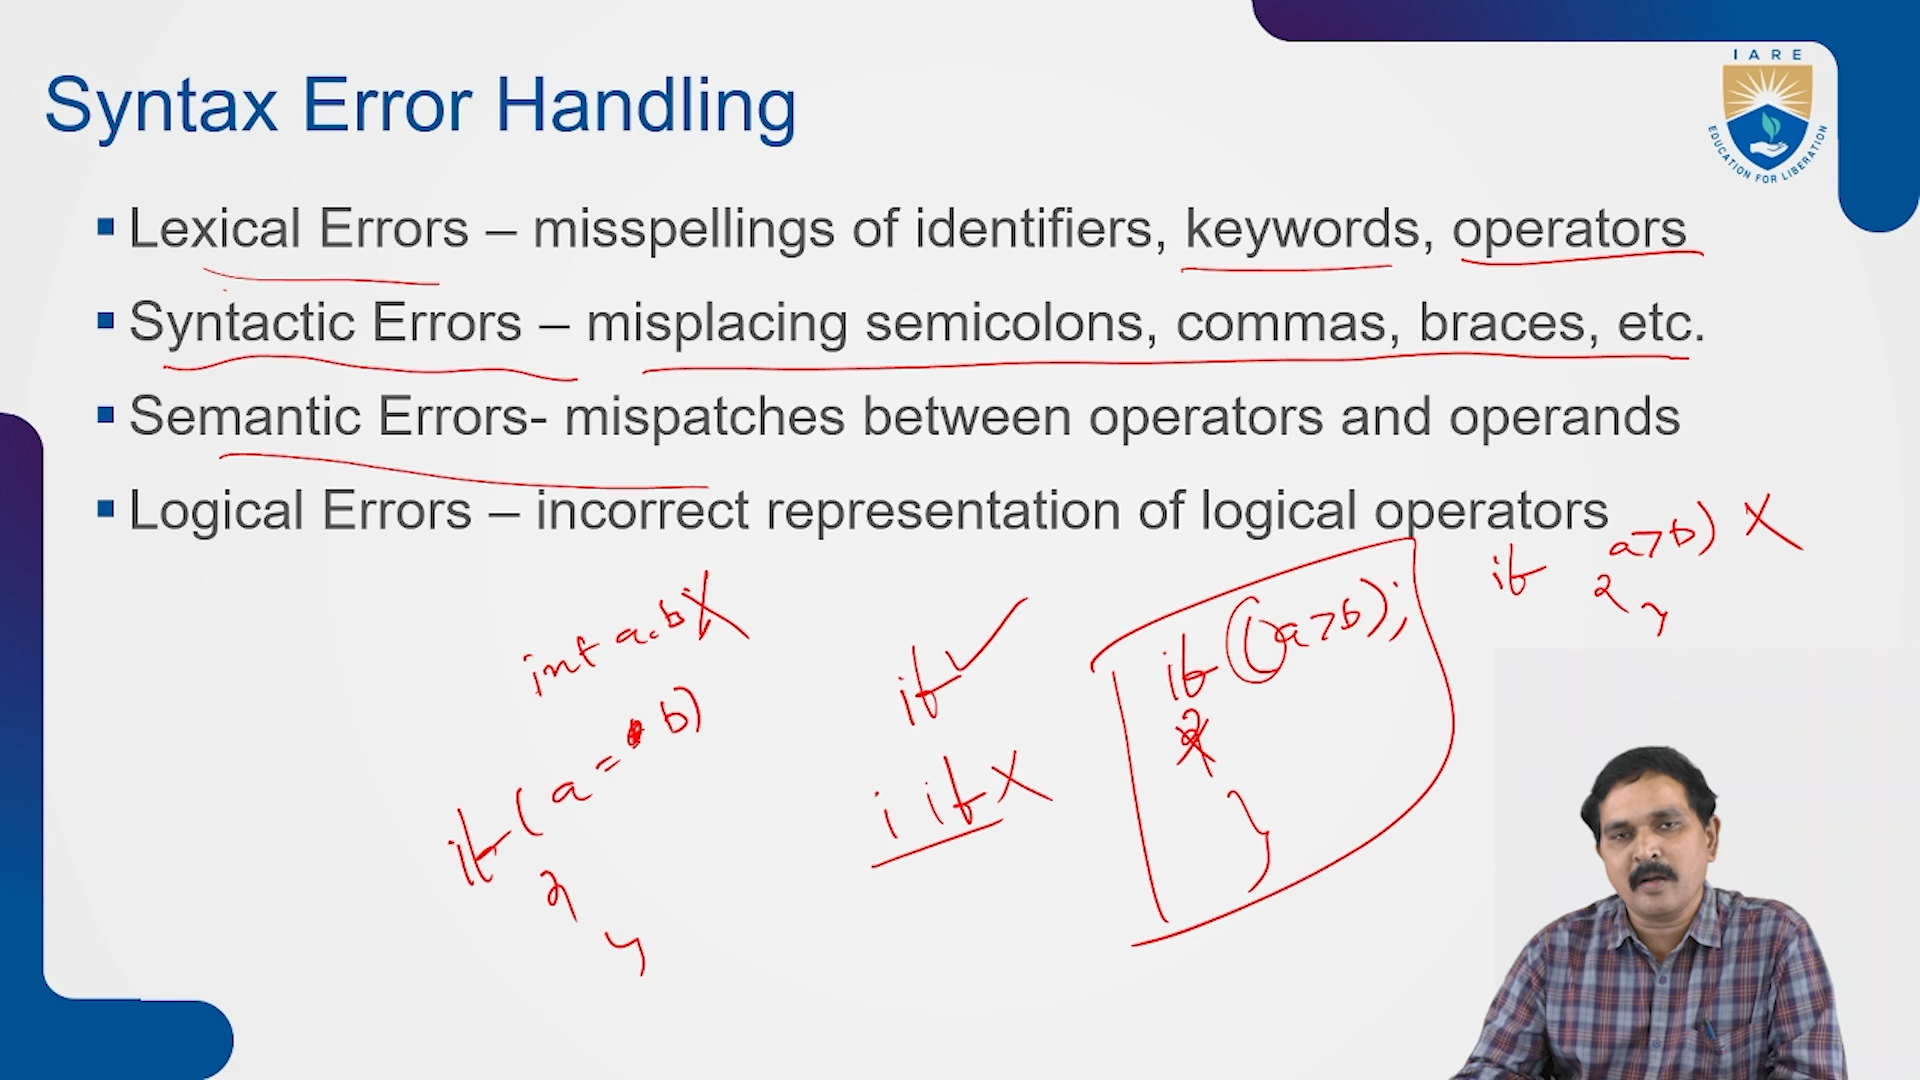 IARE
EDUCATION FOR LIBERATION
Syntax Error Handling
▪ Lexical Errors – misspellings of identifiers, keywords, operators
▪ Syntactic Errors – misplacing semicolons, commas, braces, etc.
▪ Semantic Errors- mispatches between operators and operands
▪ Logical Errors – incorrect representation of logical operators
if a>b) X
{
}
int a,b X
if ✓
if (a>b);
if (a = b)
{
}
i if X
}